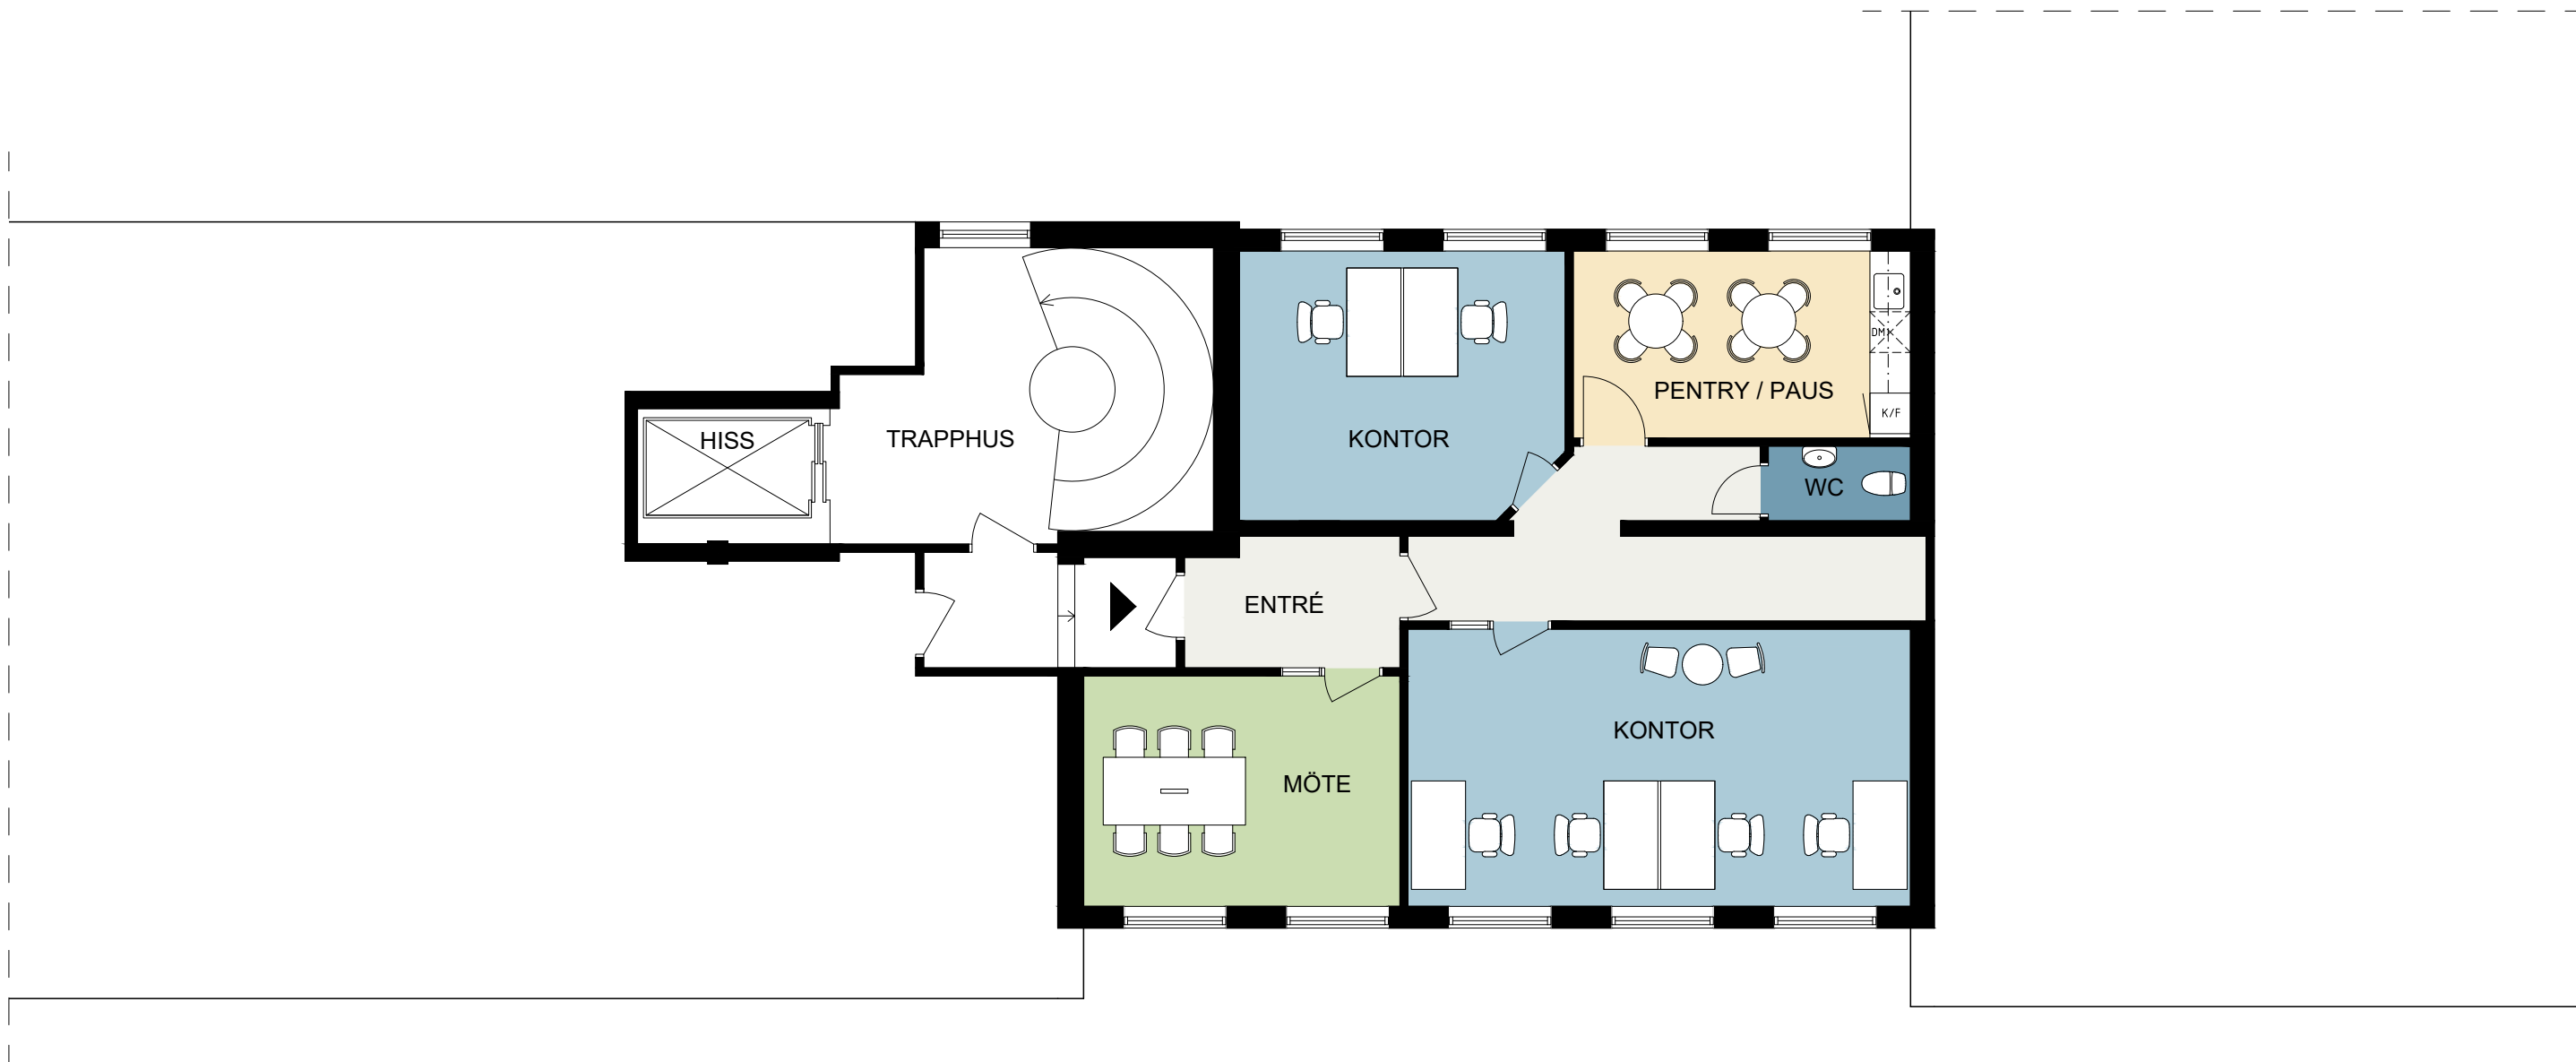 DM
PENTRY / PAUS
K/F
HISS
TRAPPHUS
KONTOR
WC
ENTRÉ
KONTOR
MÖTE